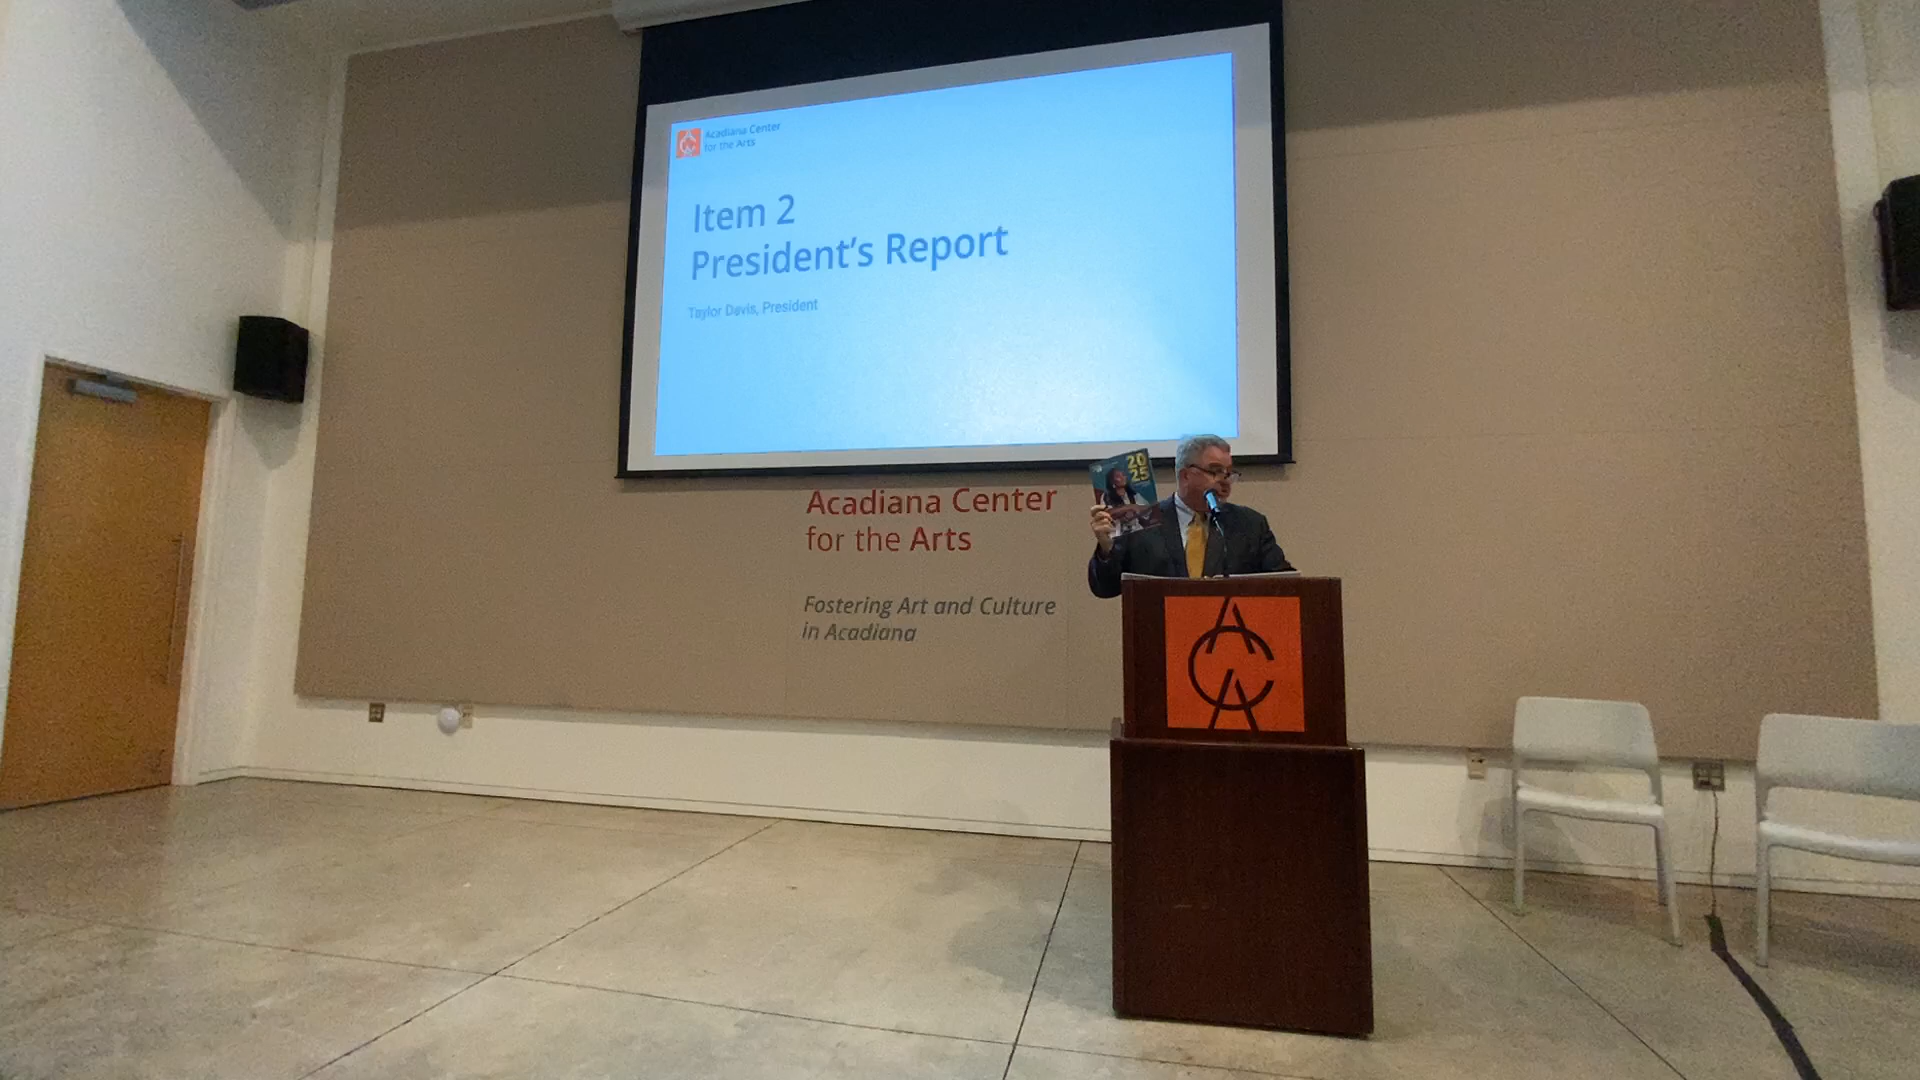 Acadiana Center
for the Arts
Item 2
President's Report
Taylor Davis, President
20
25
Acadiana Center
for the Arts
Fostering Art and Culture
in Acadiana
ACA